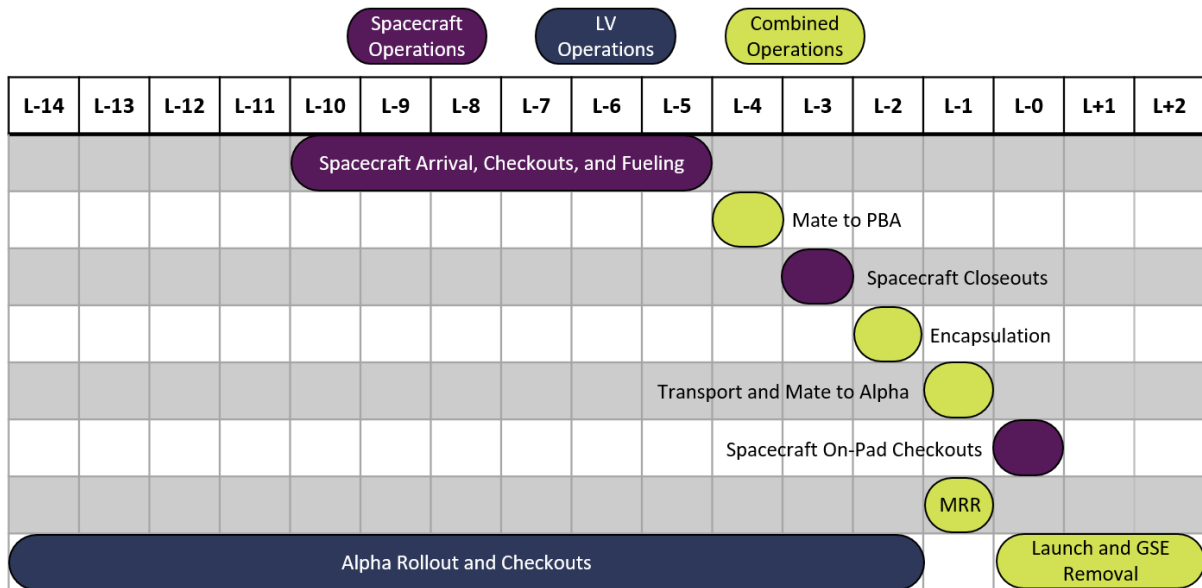 Spacecraft
Operations
LV
Operations
Combined
Operations
L-14 L-13 L-12 L-11 L-10 L-9 L-8 L-7 L-6 L-5 L-4 L-3 L-2 L-1 L-0 L+1 L+2
Spacecraft Arrival, Checkouts, and Fueling
Mate to PBA
Spacecraft Closeouts
Encapsulation
Transport and Mate to Alpha
Spacecraft On-Pad Checkouts
MRR
Alpha Rollout and Checkouts
Launch and GSE
Removal